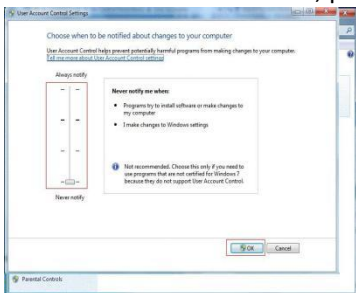 User Account Control Settings
Choose when to be notified about changes to your computer
User Account Control helps prevent potentially harmful programs from making changes to your computer.
Tell me more about User Account Control settings
Always notify
Never notify me when:
Programs try to install software or make changes to
my computer
I make changes to Windows settings
Not recommended. Choose this only if you need to
use programs that are not certified for Windows 7
because they do not support User Account Control.
Never notify
OK
Cancel
Parental Controls